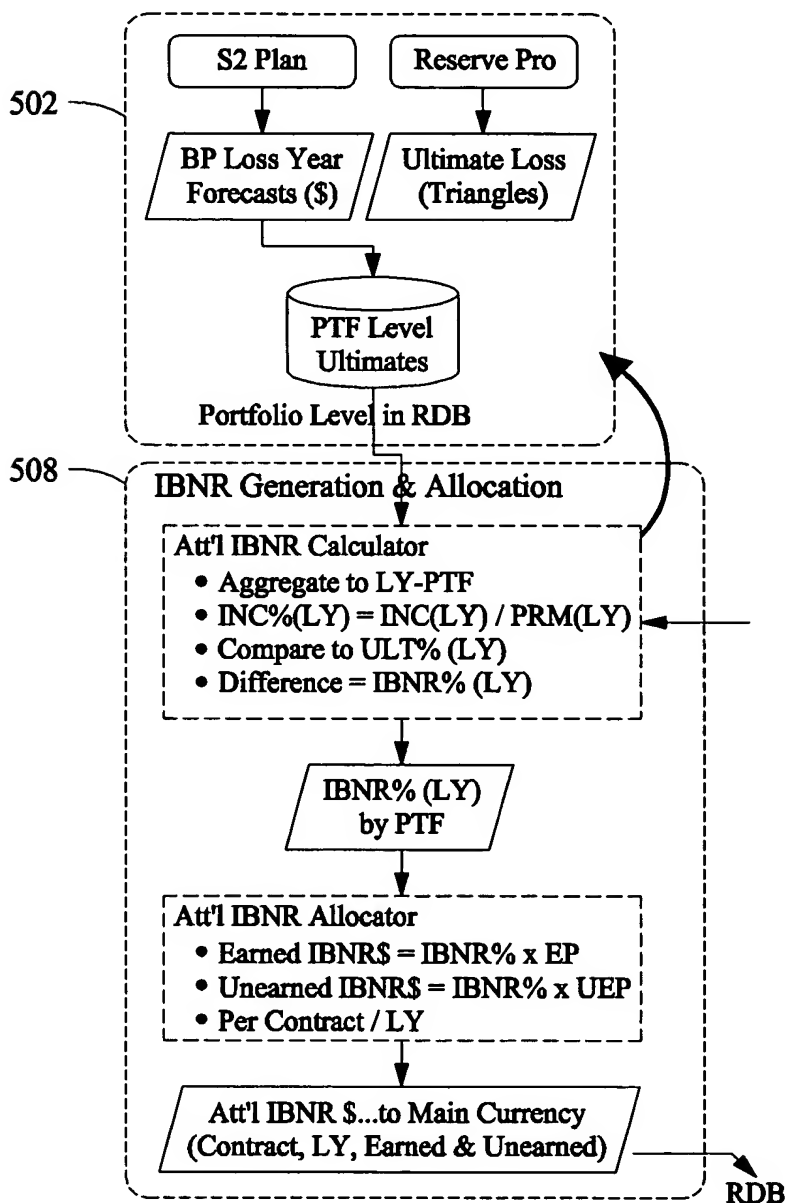 S2 Plan
Reserve Pro
502
BP Loss Year
Forecasts ($)
Ultimate Loss
(Triangles)
PTF Level
Ultimates
Portfolio Level in RDB
508
IBNR Generation & Allocation
Att'l IBNR Calculator
• Aggregate to LY-PTF
• INC%(LY) = INC(LY) / PRM(LY)
• Compare to ULT% (LY)
• Difference = IBNR% (LY)
IBNR% (LY)
by PTF
Att'l IBNR Allocator
• Earned IBNR$ = IBNR% x EP
• Unearned IBNR$ = IBNR% x UEP
• Per Contract / LY
Att'l IBNR $...to Main Currency
(Contract, LY, Earned & Unearned)
RDB